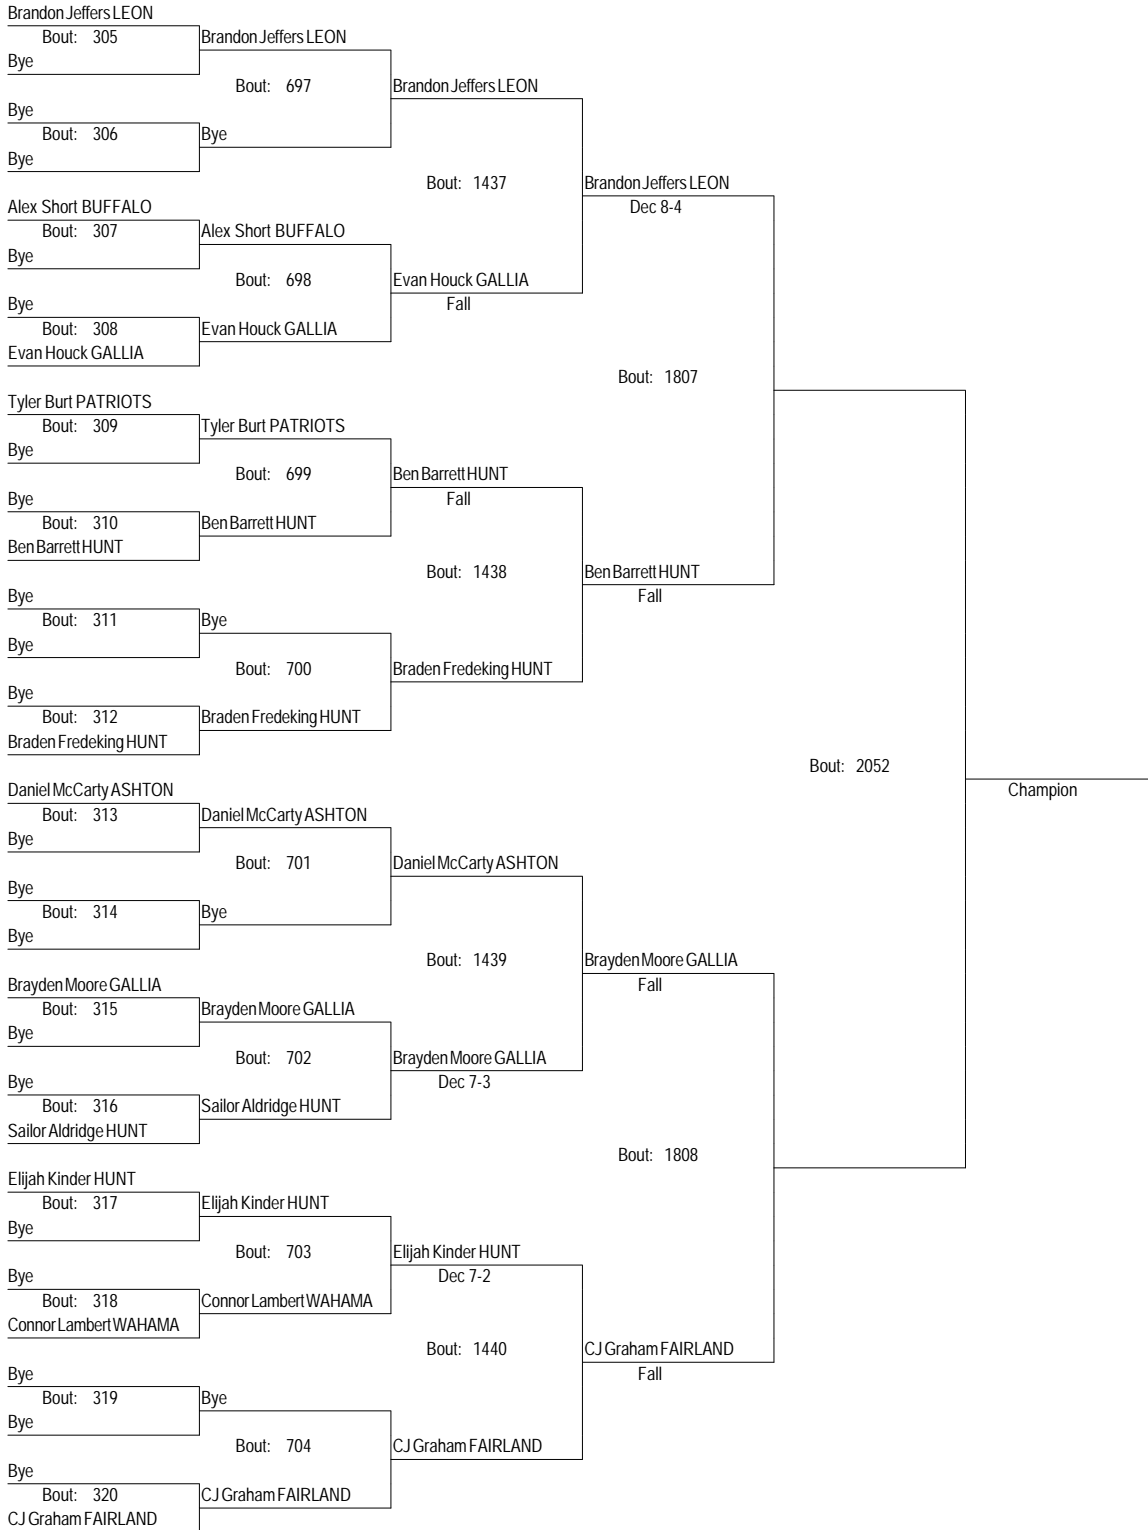 Brandon Jeffers LEON
Bout: 305 Brandon Jeffers LEON
Bye
Bout: 697 Brandon Jeffers LEON
Bye
Bout: 306 Bye
Bye
Bout: 1437 Brandon Jeffers LEON
Dec 8-4
Alex Short BUFFALO
Bout: 307 Alex Short BUFFALO
Bye
Bout: 698 Evan Houck GALLIA
Bye Fall
Bout: 308 Evan Houck GALLIA
Evan Houck GALLIA
Bout: 1807
Tyler Burt PATRIOTS
Bout: 309 Tyler Burt PATRIOTS
Bye
Bout: 699 Ben Barrett HUNT
Bye Fall
Bout: 310 Ben Barrett HUNT
Ben Barrett HUNT
Bout: 1438 Ben Barrett HUNT
Bye Fall
Bout: 311 Bye
Bye
Bout: 700 Braden Fredeking HUNT
Bye
Bout: 312 Braden Fredeking HUNT
Braden Fredeking HUNT
Bout: 2052
Daniel McCarty ASHTON Champion
Bout: 313 Daniel McCarty ASHTON
Bye
Bout: 701 Daniel McCarty ASHTON
Bye
Bout: 314 Bye
Bye
Bout: 1439 Brayden Moore GALLIA
Brayden Moore GALLIA Fall
Bout: 315 Brayden Moore GALLIA
Bye
Bout: 702 Brayden Moore GALLIA
Bye Dec 7-3
Bout: 316 Sailor Aldridge HUNT
Sailor Aldridge HUNT
Bout: 1808
Elijah Kinder HUNT
Bout: 317 Elijah Kinder HUNT
Bye
Bout: 703 Elijah Kinder HUNT
Bye Dec 7-2
Bout: 318 Connor Lambert WAHAMA
Connor Lambert WAHAMA
Bout: 1440 CJ Graham FAIRLAND
Bye Fall
Bout: 319 Bye
Bye
Bout: 704 CJ Graham FAIRLAND
Bye
Bout: 320 CJ Graham FAIRLAND
CJ Graham FAIRLAND